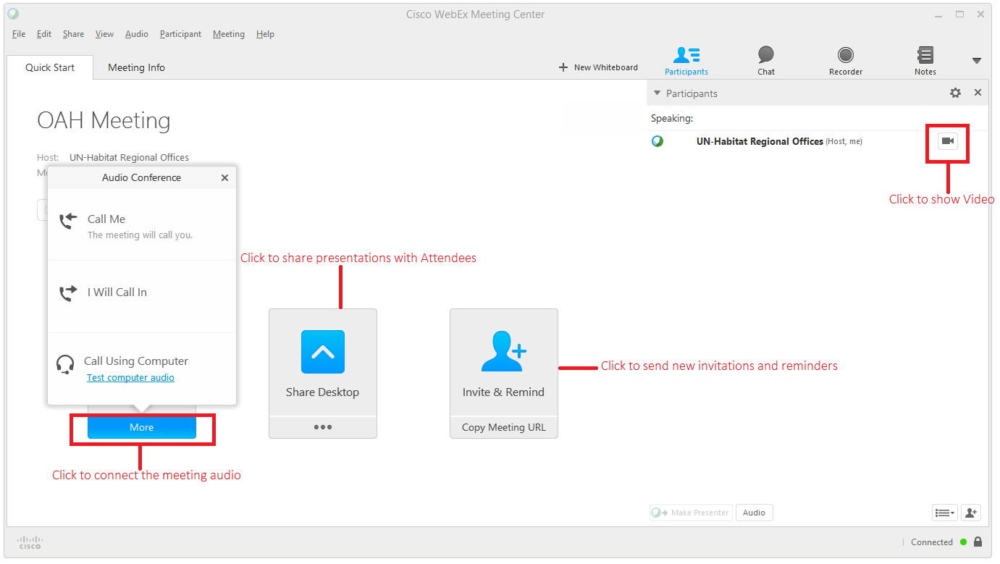 Cisco WebEx Meeting Center
File Edit Share View Audio Participant Meeting Help
Quick Start
Meeting Info
New Whiteboard
Participants
Chat
Recorder
Notes
Participants
Speaking:
UN-Habitat Regional Offices (Host, me)
Click to show Video
OAH Meeting
Host: UN-Habitat Regional Offices
Audio Conference
Call Me
The meeting will call you.
I Will Call In
Call Using Computer
Test computer audio
More
Click to connect the meeting audio
Click to share presentations with Attendees
Share Desktop
Invite & Remind
Copy Meeting URL
Click to send new invitations and reminders
Make Presenter
Audio
CISCO
Connected